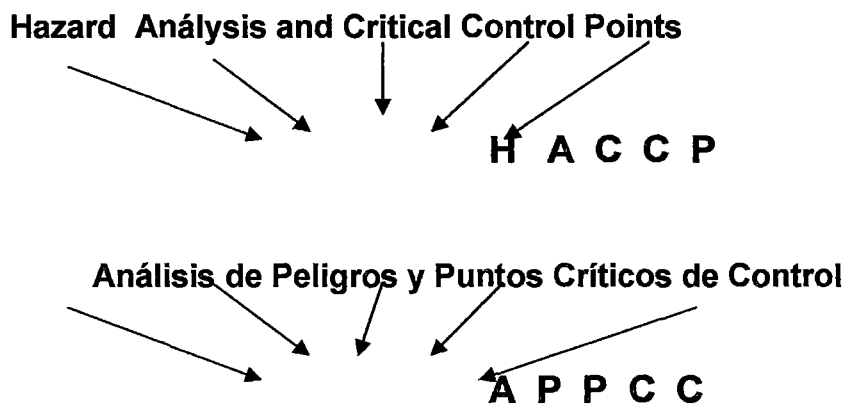 Hazard Análysis and Critical Control Points
H A C C P
Análisis de Peligros y Puntos Críticos de Control
A P P C C